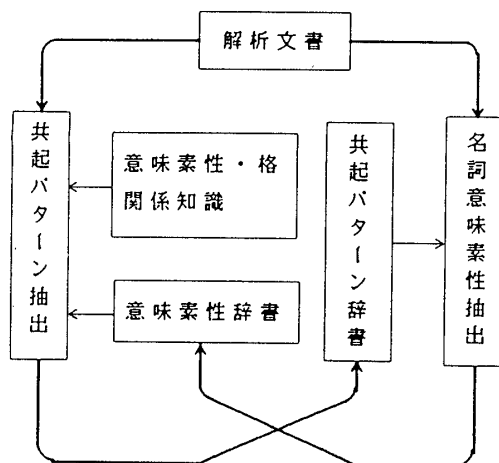 解析文書
共起パターン抽出
意味素性・格
関係知識
意味素性辞書
共起パターン辞書
名詞意味素性抽出